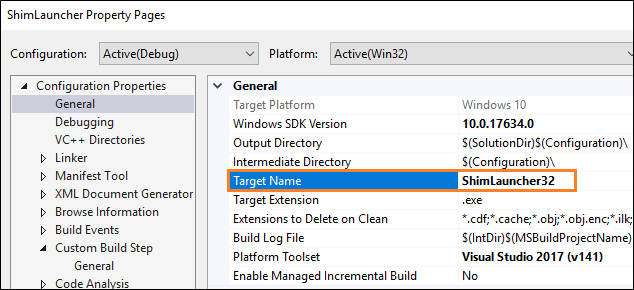 ShimLauncher Property Pages
Configuration: Active(Debug) Platform: Active(Win32)
Configuration Properties
General
Debugging
VC++ Directories
Linker
Manifest Tool
XML Document Generator
Browse Information
Build Events
Custom Build Step
General
Code Analysis
General
Target Platform Windows 10
Windows SDK Version 10.0.17634.0
Output Directory $(SolutionDir)$(Configuration)\
Intermediate Directory $(Configuration)\
Target Name ShimLauncher32
Target Extension .exe
Extensions to Delete on Clean *.cdf;*.cache;*.obj;*.obj.enc;*.ilk;
Build Log File $(IntDir)$(MSBuildProjectName)
Platform Toolset Visual Studio 2017 (v141)
Enable Managed Incremental Build No